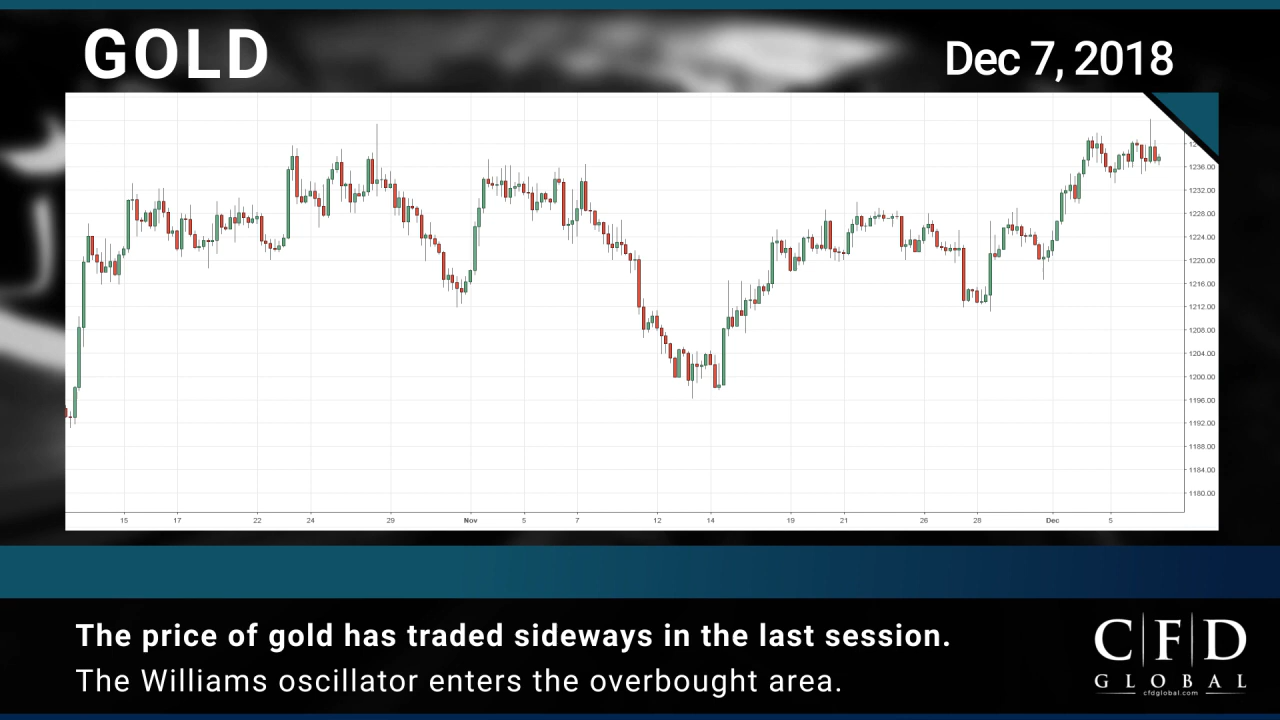 GOLD
Dec 7, 2018
1236.00
1232.00
1228.00
1224.00
1220.00
1216.00
1212.00
1208.00
1204.00
1200.00
1196.00
1192.00
1188.00
1184.00
1180.00
15 17 22 24 29 Nov 5 7 12 14 19 21 26 28 Dec 5
The price of gold has traded sideways in the last session.
The Williams oscillator enters the overbought area.
CFD
GLOBAL
cfdglobal.com